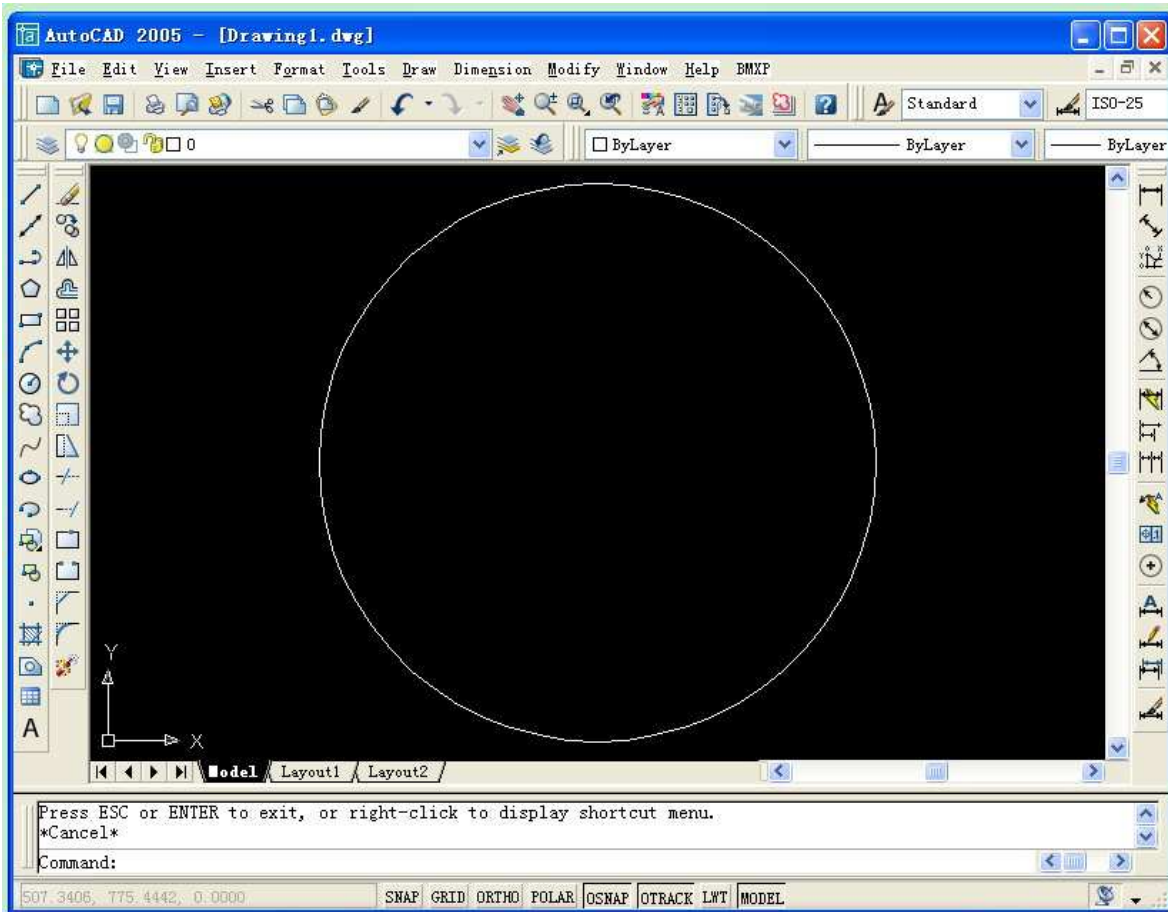 AutoCAD 2005 - [Drawing1.dwg]
File Edit View Insert Format Tools Draw Dimension Modify Window Help BMXP
Standard ISO-25
0 ByLayer ByLayer ByLayer
Y
X
A
Model Layout1 Layout2
Press ESC or ENTER to exit, or right-click to display shortcut menu.
*Cancel*
Command:
507.3406, 775.4442, 0.0000 SNAP GRID ORTHO POLAR OSNAP OTRACK LWT MODEL